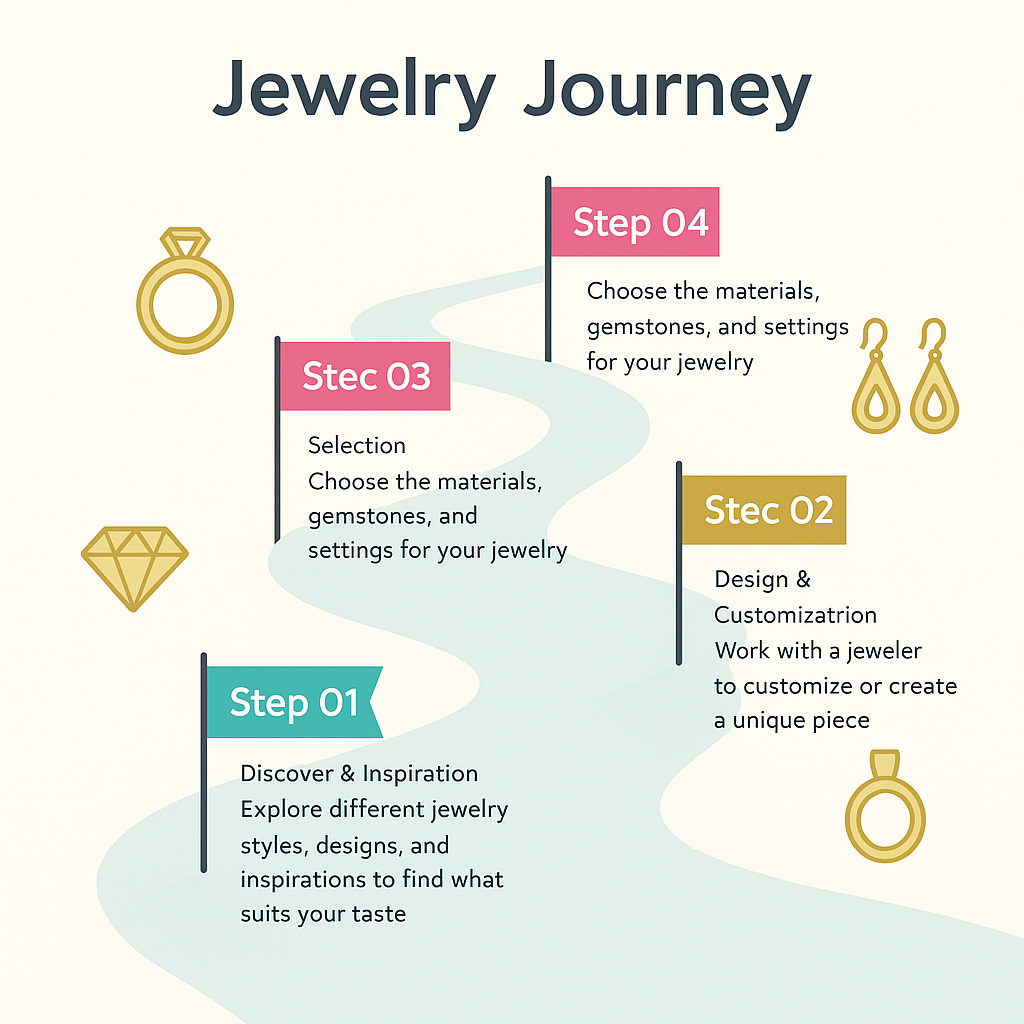 Jewelry Journey
Step 04
Choose the materials,
gemstones, and settings
for your jewelry
Stec 03
Selection
Choose the materials,
gemstones, and
settings for your jewelry
Stec 02
Design &
Customizatrion
Work with a jeweler
to customize or create
a unique piece
Step 01
Discover & Inspiration
Explore different jewelry
styles, designs, and
inspirations to find what
suits your taste